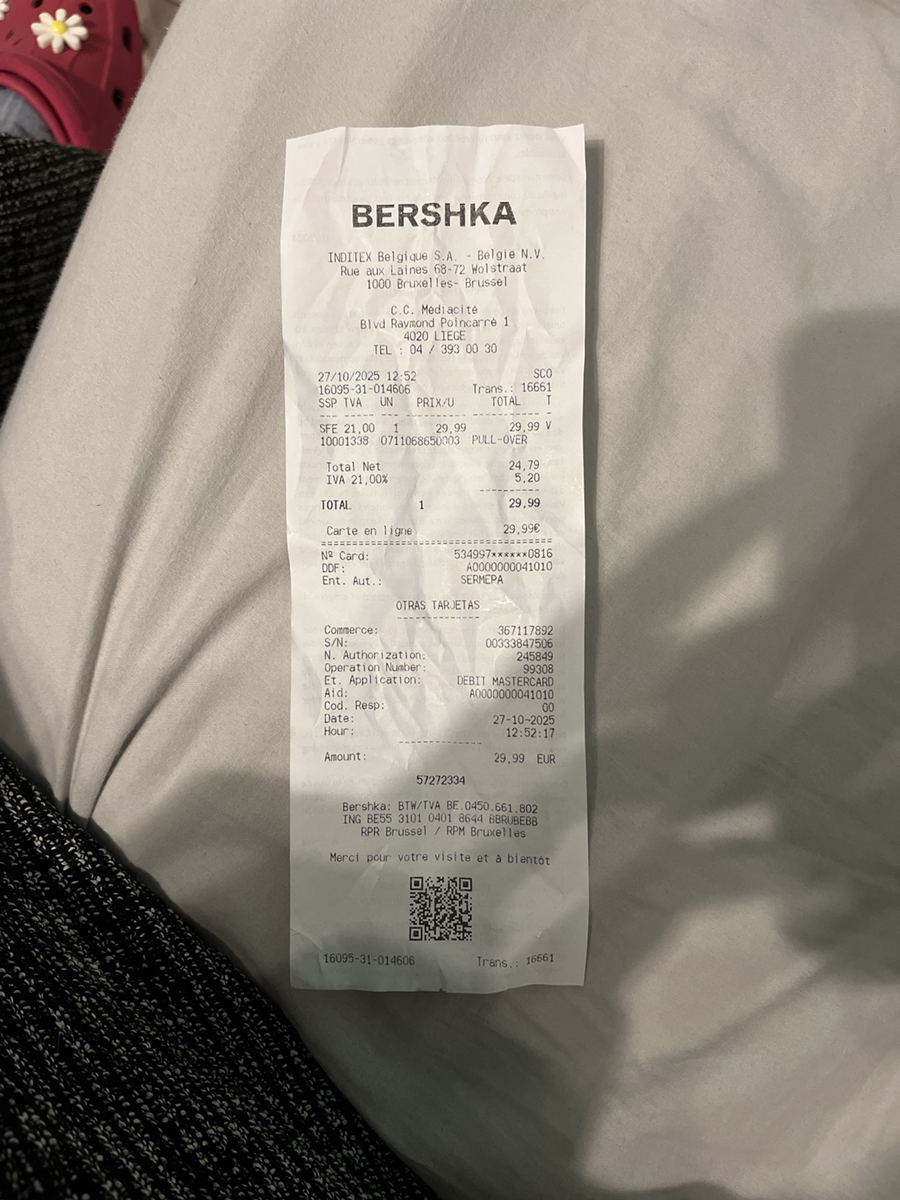 BERSHKA
INDITEX Belgique S.A. - Belgie N.V.
Rue aux Laines 68-72 Wolstraat
1000 Bruxelles- Brussel
C.C. Médiacité
Blvd Raymond Poincarré 1
4020 LIEGE
TEL : 04 / 393 00 30
27/10/2025 12:52 SCO
16095-31-014606 Trans.: 16661
SSP TVA UN PRIX/U TOTAL T
--- ----- --- ---------- ---------- -
SFE 21,00 1 29,99 29,99 V
10001338 0711068650003 PULL-OVER
Total Net 24,79
IVA 21,00% 5,20
----------
TOTAL 1 29,99
Carte en ligne 29,99€
========================================
Nº Card: 534997******0816
DDF: A0000000041010
Ent. Aut.: SERMEPA
OTRAS TARJETAS
--------------
Commerce: 367117892
S/N: 00333847506
N. Authorization: 245849
Operation Number: 99308
Et. Application: DEBIT MASTERCARD
Aid: A0000000041010
Cod. Resp: 00
Date: 27-10-2025
Hour: 12:52:17
--------------
Amount: 29,99 EUR
57272334
Bershka: BTW/TVA BE.0450.661.802
ING BE55 3101 0401 8644 BBRUBEBB
RPR Brussel / RPM Bruxelles
Merci pour votre visite et à bientôt
16095-31-014606 Trans.: 16661